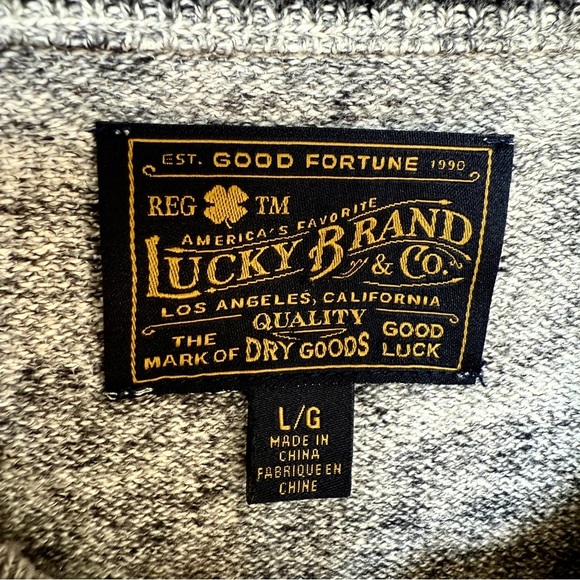 EST. GOOD FORTUNE 1990
REG TM
AMERICA'S FAVORITE
LUCKY BRAND
& CO.
LOS ANGELES, CALIFORNIA
QUALITY
THE MARK OF DRY GOODS GOOD LUCK
L/G
MADE IN
CHINA
FABRIQUE EN
CHINE